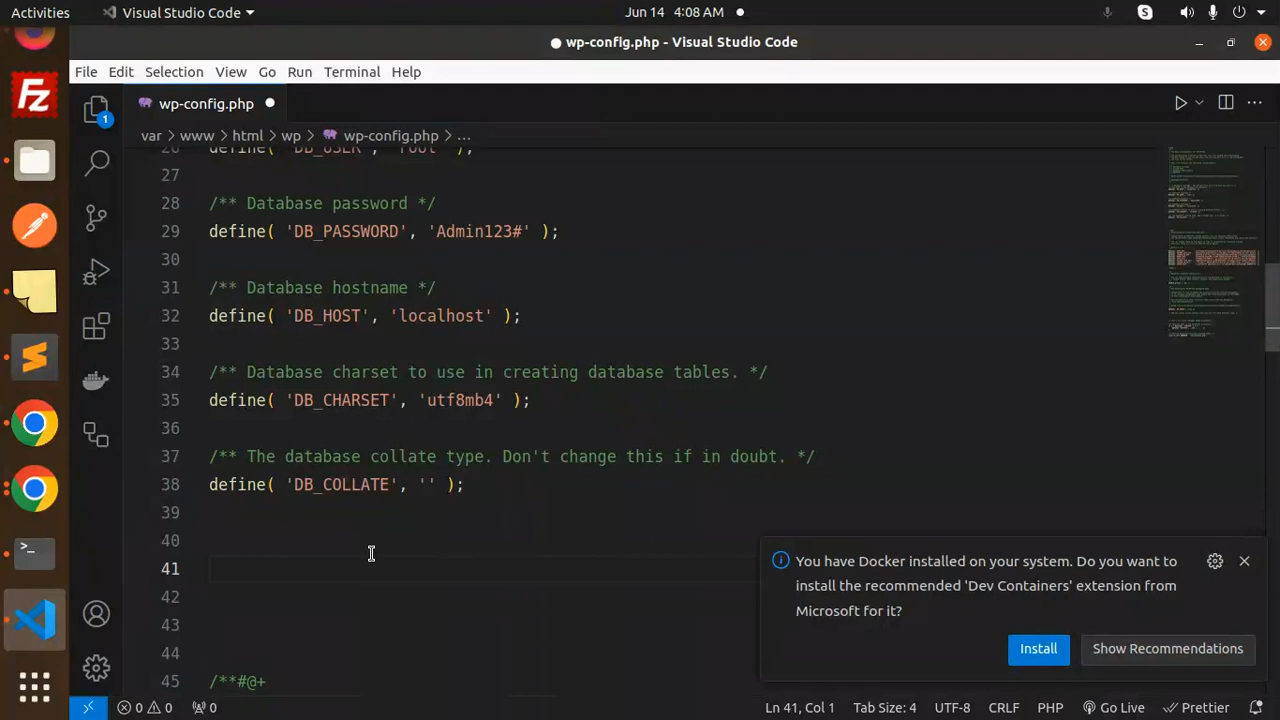 Activities
Visual Studio Code
Jun 14 4:08 AM
wp-config.php - Visual Studio Code
File Edit Selection View Go Run Terminal Help
wp-config.php
var > www > html > wp > wp-config.php > ...
26 define( 'DB_USER', 'root' );
27
28 /** Database password */
29 define( 'DB_PASSWORD', 'Admin123#' );
30
31 /** Database hostname */
32 define( 'DB_HOST', 'localhost' );
33
34 /** Database charset to use in creating database tables. */
35 define( 'DB_CHARSET', 'utf8mb4' );
36
37 /** The database collate type. Don't change this if in doubt. */
38 define( 'DB_COLLATE', '' );
39
40
41
42
43
44
45 /**#@+
1
Fz
S
>_
You have Docker installed on your system. Do you want to
install the recommended 'Dev Containers' extension from
Microsoft for it?
Install
Show Recommendations
0 0 0
Ln 41, Col 1 Tab Size: 4 UTF-8 CRLF PHP Go Live Prettier